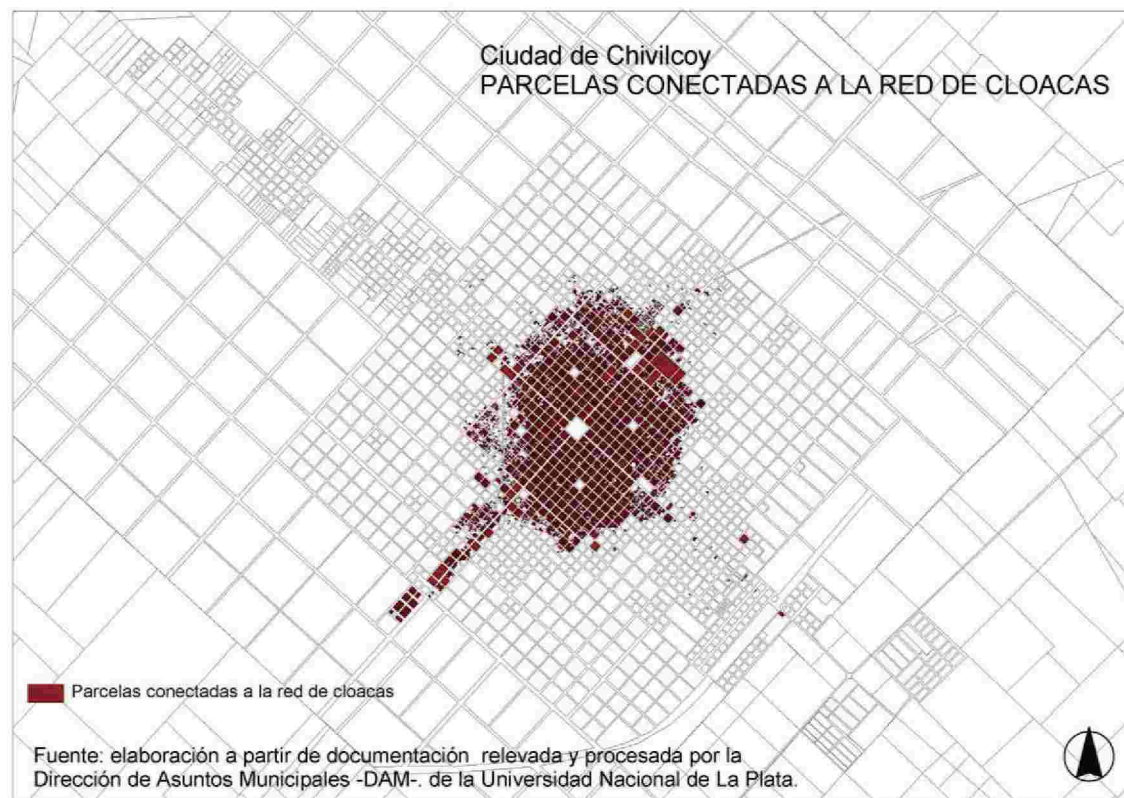 Ciudad de Chivilcoy
PARCELAS CONECTADAS A LA RED DE CLOACAS
Parcelas conectadas a la red de cloacas
Fuente: elaboración a partir de documentación relevada y procesada por la
Dirección de Asuntos Municipales -DAM-. de la Universidad Nacional de La Plata.